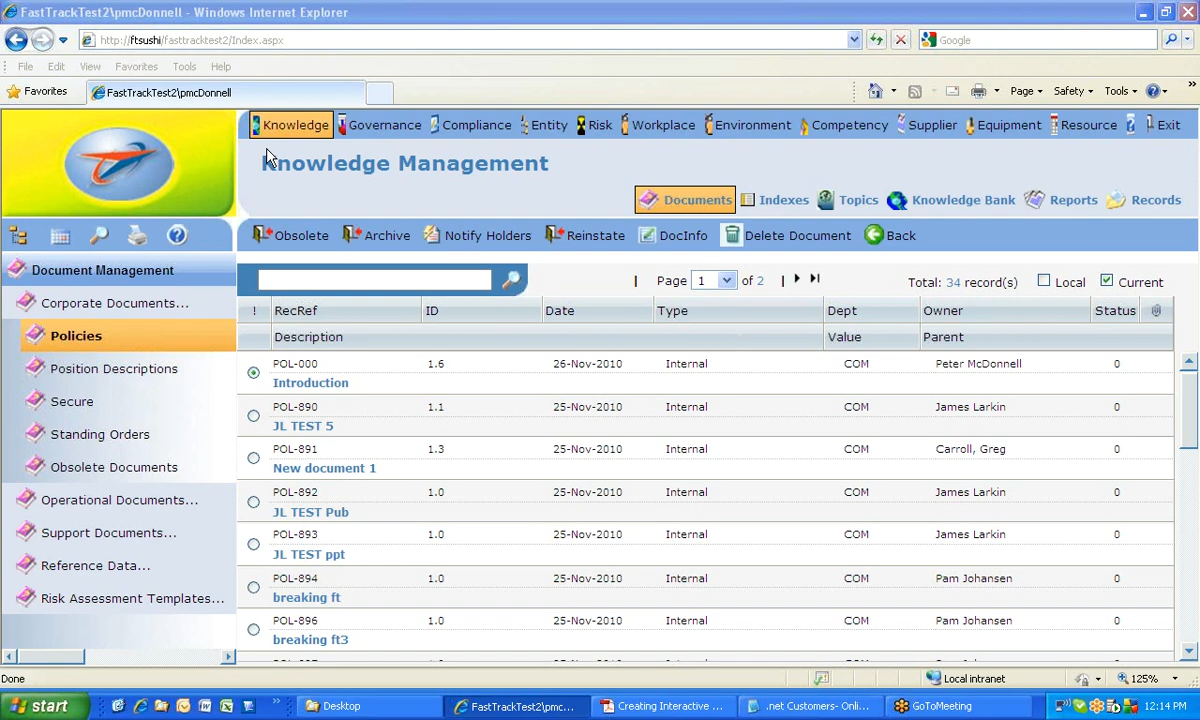 FastTrackTest2\pmcDonnell - Windows Internet Explorer
http://ftsushi/fasttracktest2/Index.aspx
Google
File Edit View Favorites Tools Help
Favorites FastTrackTest2\pmcDonnell Page Safety Tools »
Knowledge Governance Compliance Entity Risk Workplace Environment Competency Supplier Equipment Resource Exit
Knowledge Management
Documents Indexes Topics Knowledge Bank Reports Records
Obsolete Archive Notify Holders Reinstate DocInfo Delete Document Back
Document Management
Corporate Documents...
Policies
Position Descriptions
Secure
Standing Orders
Obsolete Documents
Operational Documents...
Support Documents...
Reference Data...
Risk Assessment Templates...
Page 1 of 2 Total: 34 record(s) Local Current
! RecRef ID Date Type Dept Owner Status
Description Value Parent
POL-000 1.6 26-Nov-2010 Internal COM Peter McDonnell 0
Introduction
POL-890 1.1 25-Nov-2010 Internal COM James Larkin 0
JL TEST 5
POL-891 1.3 25-Nov-2010 Internal COM Carroll, Greg 0
New document 1
POL-892 1.0 25-Nov-2010 Internal COM James Larkin 0
JL TEST Pub
POL-893 1.0 25-Nov-2010 Internal COM James Larkin 0
JL TEST ppt
POL-894 1.0 25-Nov-2010 Internal COM Pam Johansen 0
breaking ft
POL-896 1.0 25-Nov-2010 Internal COM Pam Johansen 0
breaking ft3
Done Local intranet 125%
start » Desktop FastTrackTest2\pmc... Creating Interactive ... .net Customers- Onli... GoToMeeting 12:14 PM